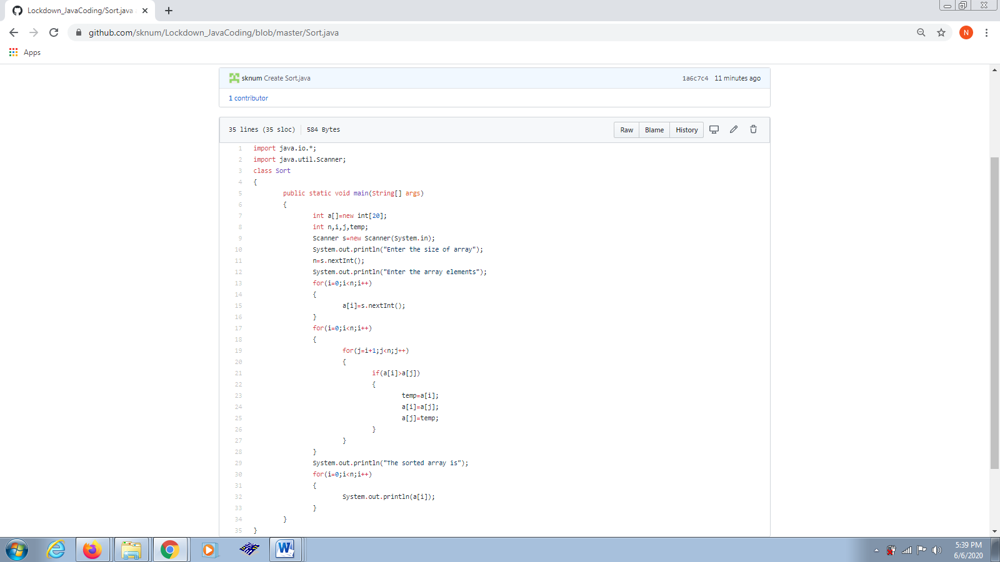 Lockdown_JavaCoding/Sort.java
github.com/sknum/Lockdown_JavaCoding/blob/master/Sort.java
N
Apps
sknum Create Sort.java 1a6c7c4 11 minutes ago
1 contributor
35 lines (35 sloc) 584 Bytes Raw Blame History
1 import java.io.*;
2 import java.util.Scanner;
3 class Sort
4 {
5 public static void main(String[] args)
6 {
7 int a[]=new int[20];
8 int n,i,j,temp;
9 Scanner s=new Scanner(System.in);
10 System.out.println("Enter the size of array");
11 n=s.nextInt();
12 System.out.println("Enter the array elements");
13 for(i=0;i<n;i++)
14 {
15 a[i]=s.nextInt();
16 }
17 for(i=0;i<n;i++)
18 {
19 for(j=i+1;j<n;j++)
20 {
21 if(a[i]>a[j])
22 {
23 temp=a[i];
24 a[i]=a[j];
25 a[j]=temp;
26 }
27 }
28 }
29 System.out.println("The sorted array is");
30 for(i=0;i<n;i++)
31 {
32 System.out.println(a[i]);
33 }
34 }
35 }
5:39 PM
6/6/2020